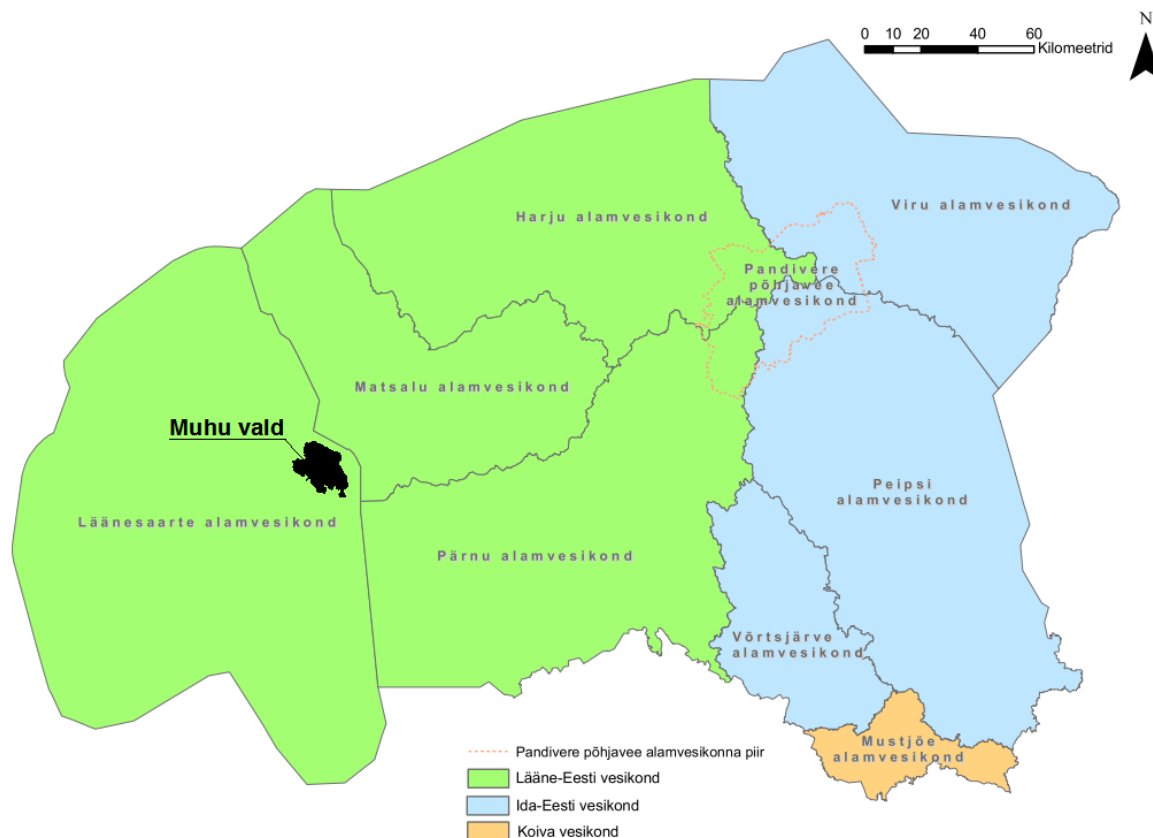 N
0 10 20 40 60
Kilomeetrid
Harju alamvesikond
Viru alamvesikond
Pandivere
põhjavee
alamvesikond
Matsalu alamvesikond
Muhu vald
Peipsi
alamvesikond
Läänesaarte alamvesikond
Pärnu alamvesikond
Võrtsjärve
alamvesikond
Mustjõe
alamvesikond
Pandivere põhjavee alamvesikonna piir
Lääne-Eesti vesikond
Ida-Eesti vesikond
Koiva vesikond